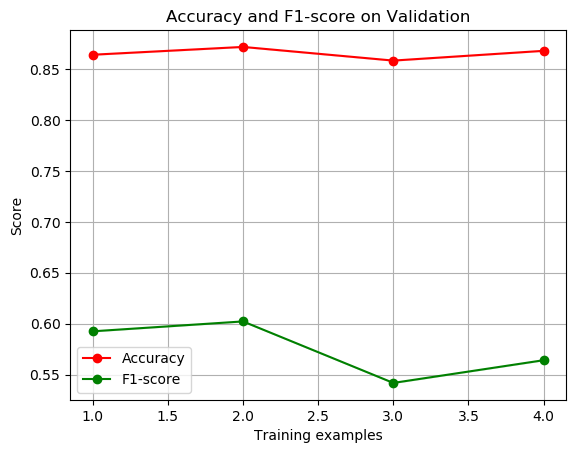 Accuracy and F1-score on Validation
0.85
0.80
0.75
0.70
0.65
0.60
0.55
Score
Accuracy
F1-score
1.0 1.5 2.0 2.5 3.0 3.5 4.0
Training examples